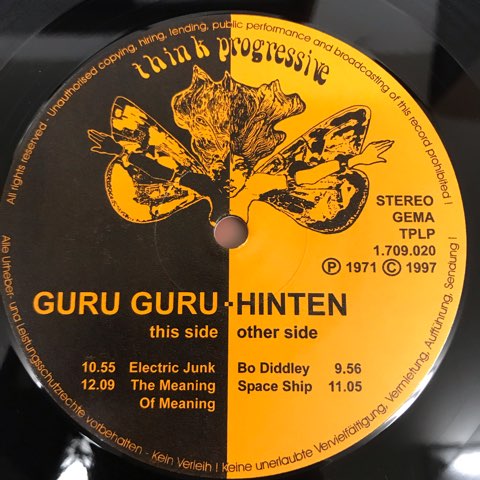 All rights reserved - Unauthorised copying, hiring, lending, public performance and broadcasting of this record prohibited !
think progressive
STEREO
GEMA
TPLP
1.709.020
Ⓟ 1971 Ⓒ 1997
GURU GURU - HINTEN
this side other side
10.55 Electric Junk Bo Diddley 9.56
12.09 The Meaning Space Ship 11.05
Of Meaning
Alle Urheber- und Leistungsschutzrechte vorbehalten - Kein Verleih ! keine unerlaubte Vervielfältigung, Vermietung, Aufführung, Sendung !